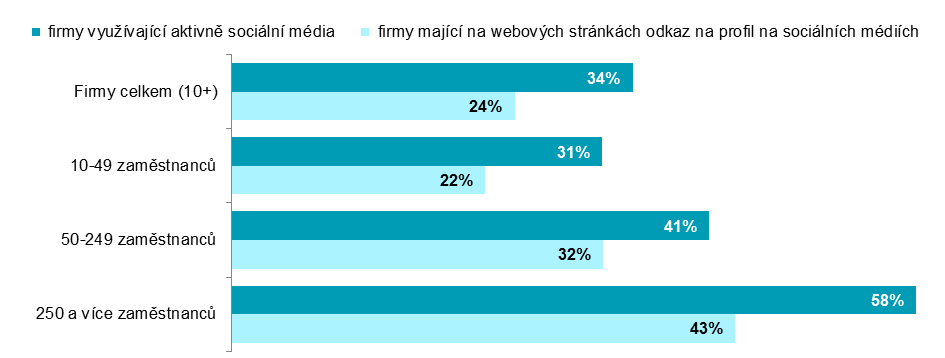 firmy využívající aktivně sociální média firmy mající na webových stránkách odkaz na profil na sociálních médiích
Firmy celkem (10+)
34%
24%
10-49 zaměstnanců
31%
22%
50-249 zaměstnanců
41%
32%
250 a více zaměstnanců
58%
43%